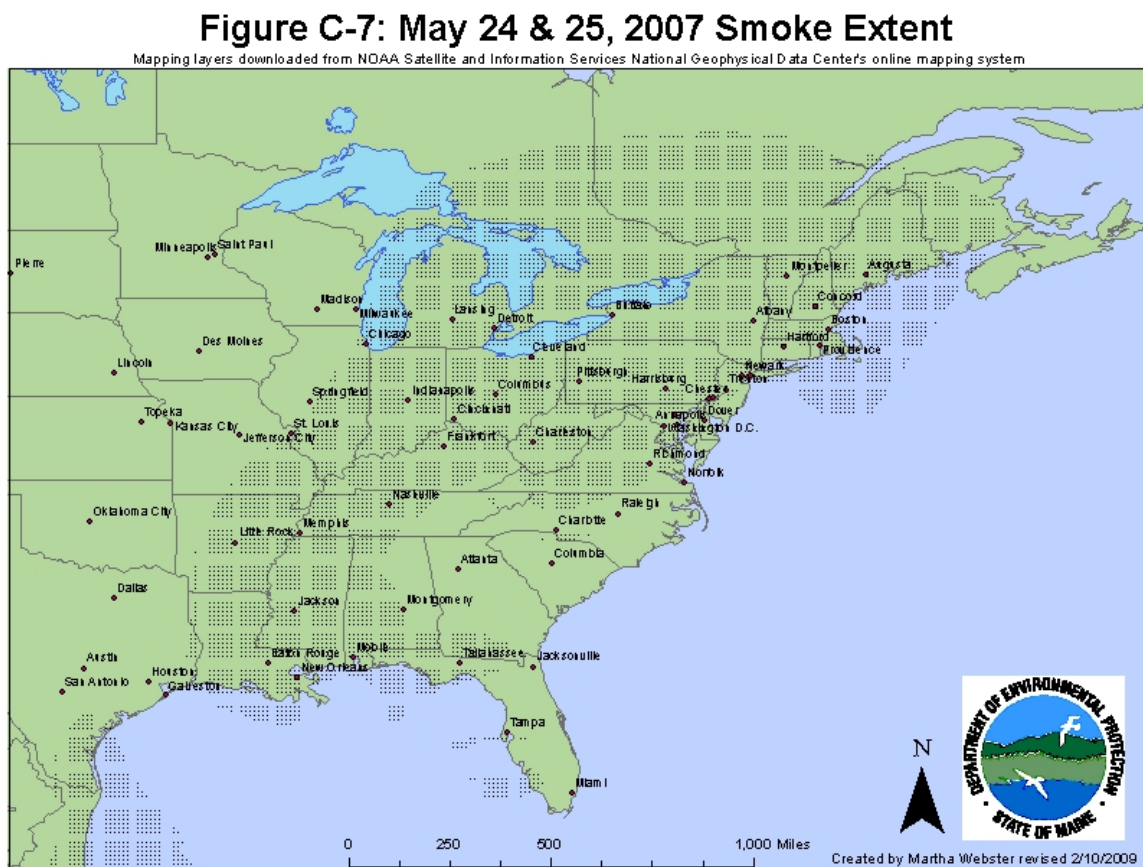 Figure C-7: May 24 & 25, 2007 Smoke Extent
Mapping layers downloaded from NOAA Satellite and Information Services National Geophysical Data Center's online mapping system
Minneapolis
Saint Paul
Pierre
Montpelier
Augusta
Madison
Milwaukee
Lansing
Detroit
Buffalo
Concord
Albany
Boston
Chicago
Cleveland
Hartford
Providence
Des Moines
Lincoln
Newark
Trenton
Pittsburgh
Harrisburg
Chester
Springfield
Indianapolis
Columbus
Topeka
Kansas City
Jefferson City
St. Louis
Cincinnati
Dover
Annapolis
Washington D.C.
Frankfort
Charleston
Richmond
Norfolk
Nashville
Raleigh
Oklahoma City
Little Rock
Memphis
Charlotte
Columbia
Atlanta
Dallas
Jackson
Montgomery
Austin
Houston
San Antonio
Galveston
Baton Rouge
Mobile
New Orleans
Tallahassee
Jacksonville
Tampa
Miami
N
DEPARTMENT OF ENVIRONMENTAL PROTECTION
STATE OF MAINE
0 250 500 1,000 Miles
Created by Martha Webster revised 2/10/2009